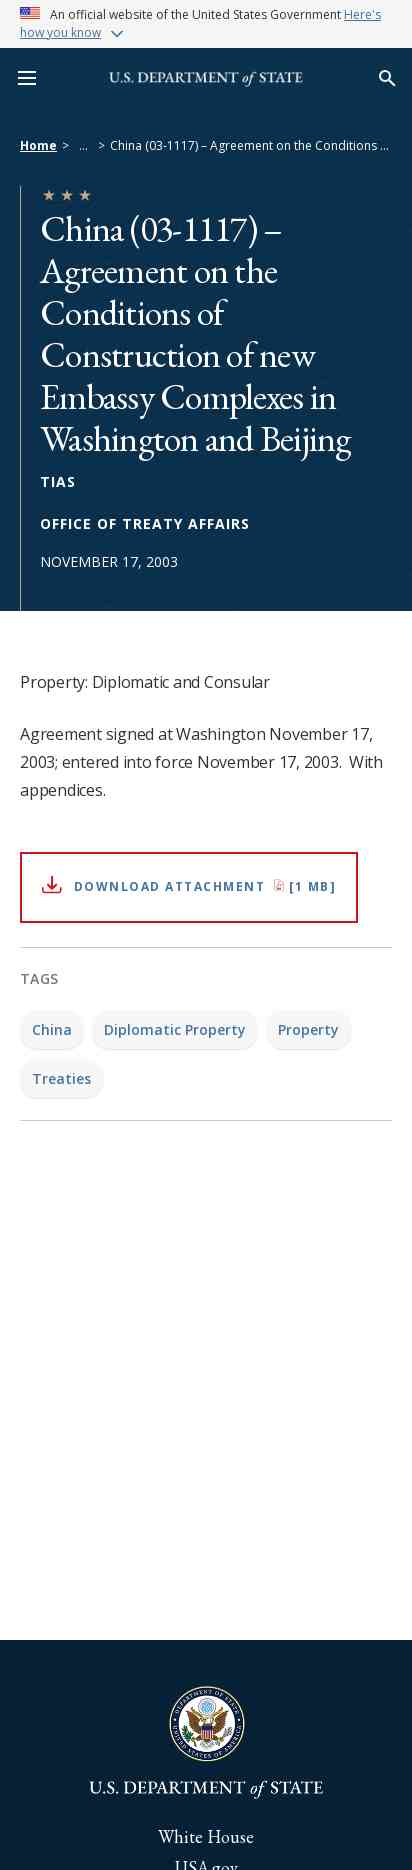 An official website of the United States Government Here's
how you know
U.S. DEPARTMENT of STATE
Home > ... > China (03-1117) – Agreement on the Conditions ...
China (03-1117) –
Agreement on the
Conditions of
Construction of new
Embassy Complexes in
Washington and Beijing
TIAS
OFFICE OF TREATY AFFAIRS
NOVEMBER 17, 2003
Property: Diplomatic and Consular
Agreement signed at Washington November 17,
2003; entered into force November 17, 2003.  With
appendices.
DOWNLOAD ATTACHMENT [1 MB]
TAGS
China Diplomatic Property Property
Treaties
DEPARTMENT OF STATE
UNITED STATES OF AMERICA
U.S. DEPARTMENT of STATE
White House
USA.gov